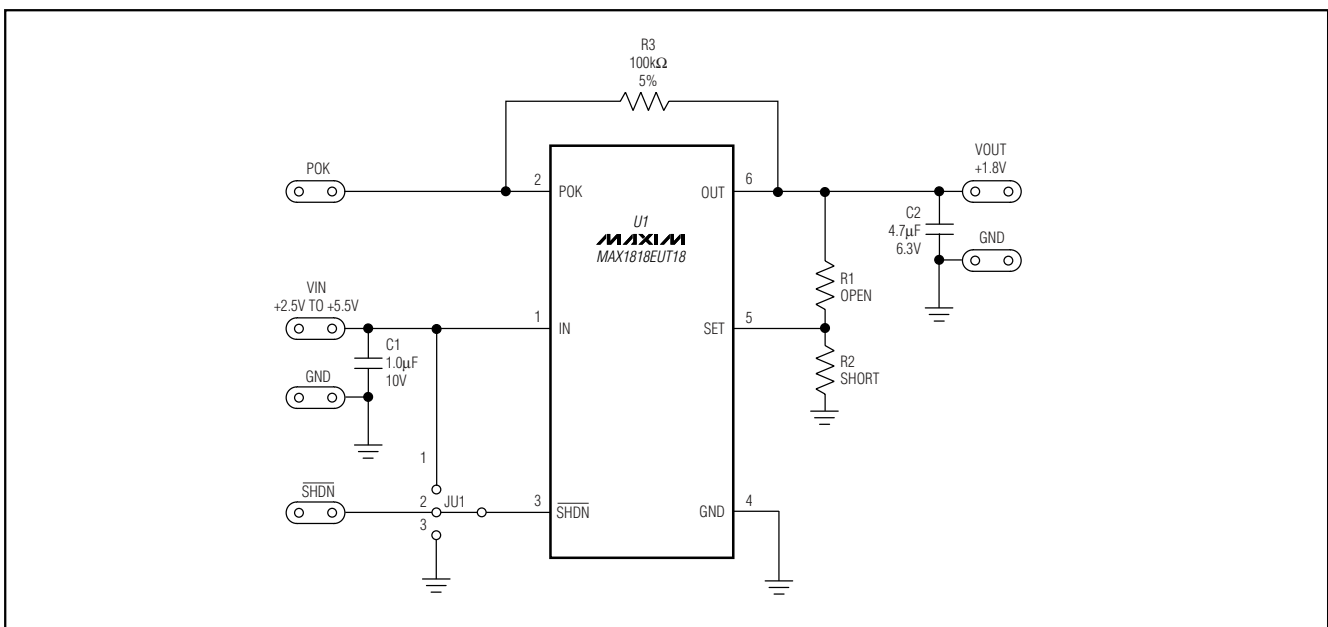 R3
100kΩ
5%
POK
2
POK
OUT
6
VOUT
+1.8V
U1
MAXIM
MAX1818EUT18
C2
4.7µF
6.3V
GND
R1
OPEN
VIN
+2.5V TO +5.5V
1
IN
SET
5
C1
1.0µF
10V
R2
SHORT
GND
1
SHDN
2
JU1
3
3
SHDN
GND
4